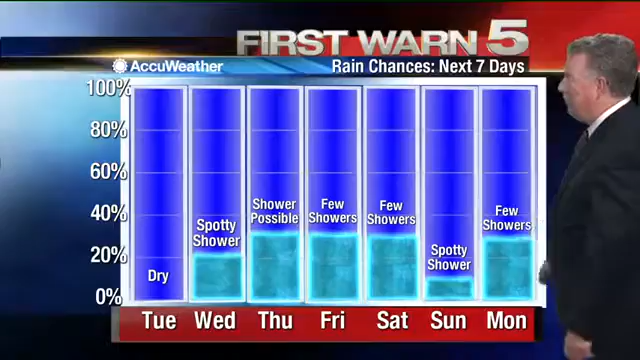 FIRST WARN 5
AccuWeather
Rain Chances: Next 7 Days
100%
80%
60%
40%
20%
0%
Dry
Spotty
Shower
Shower
Possible
Few
Showers
Few
Showers
Spotty
Shower
Few
Showers
Tue Wed Thu Fri Sat Sun Mon